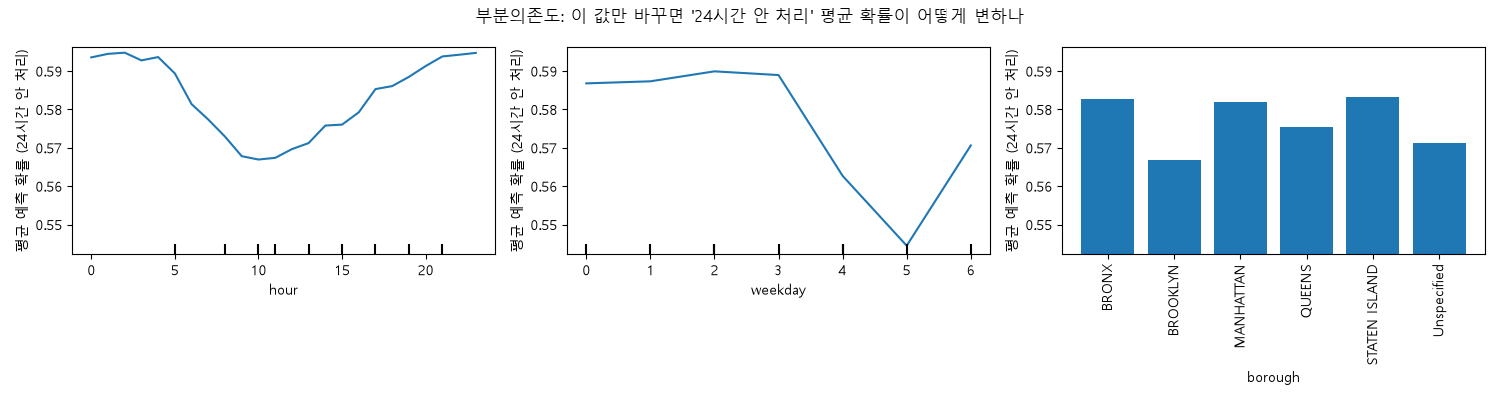 부분의존도: 이 값만 바꾸면 '24시간 안 처리' 평균 확률이 어떻게 변하나
평균 예측 확률 (24시간 안 처리)
0.59
0.58
0.57
0.56
0.55
0 5 10 15 20
hour
평균 예측 확률 (24시간 안 처리)
0.59
0.58
0.57
0.56
0.55
0 1 2 3 4 5 6
weekday
평균 예측 확률 (24시간 안 처리)
0.59
0.58
0.57
0.56
0.55
BRONX
BROOKLYN
MANHATTAN
QUEENS
STATEN ISLAND
Unspecified
borough